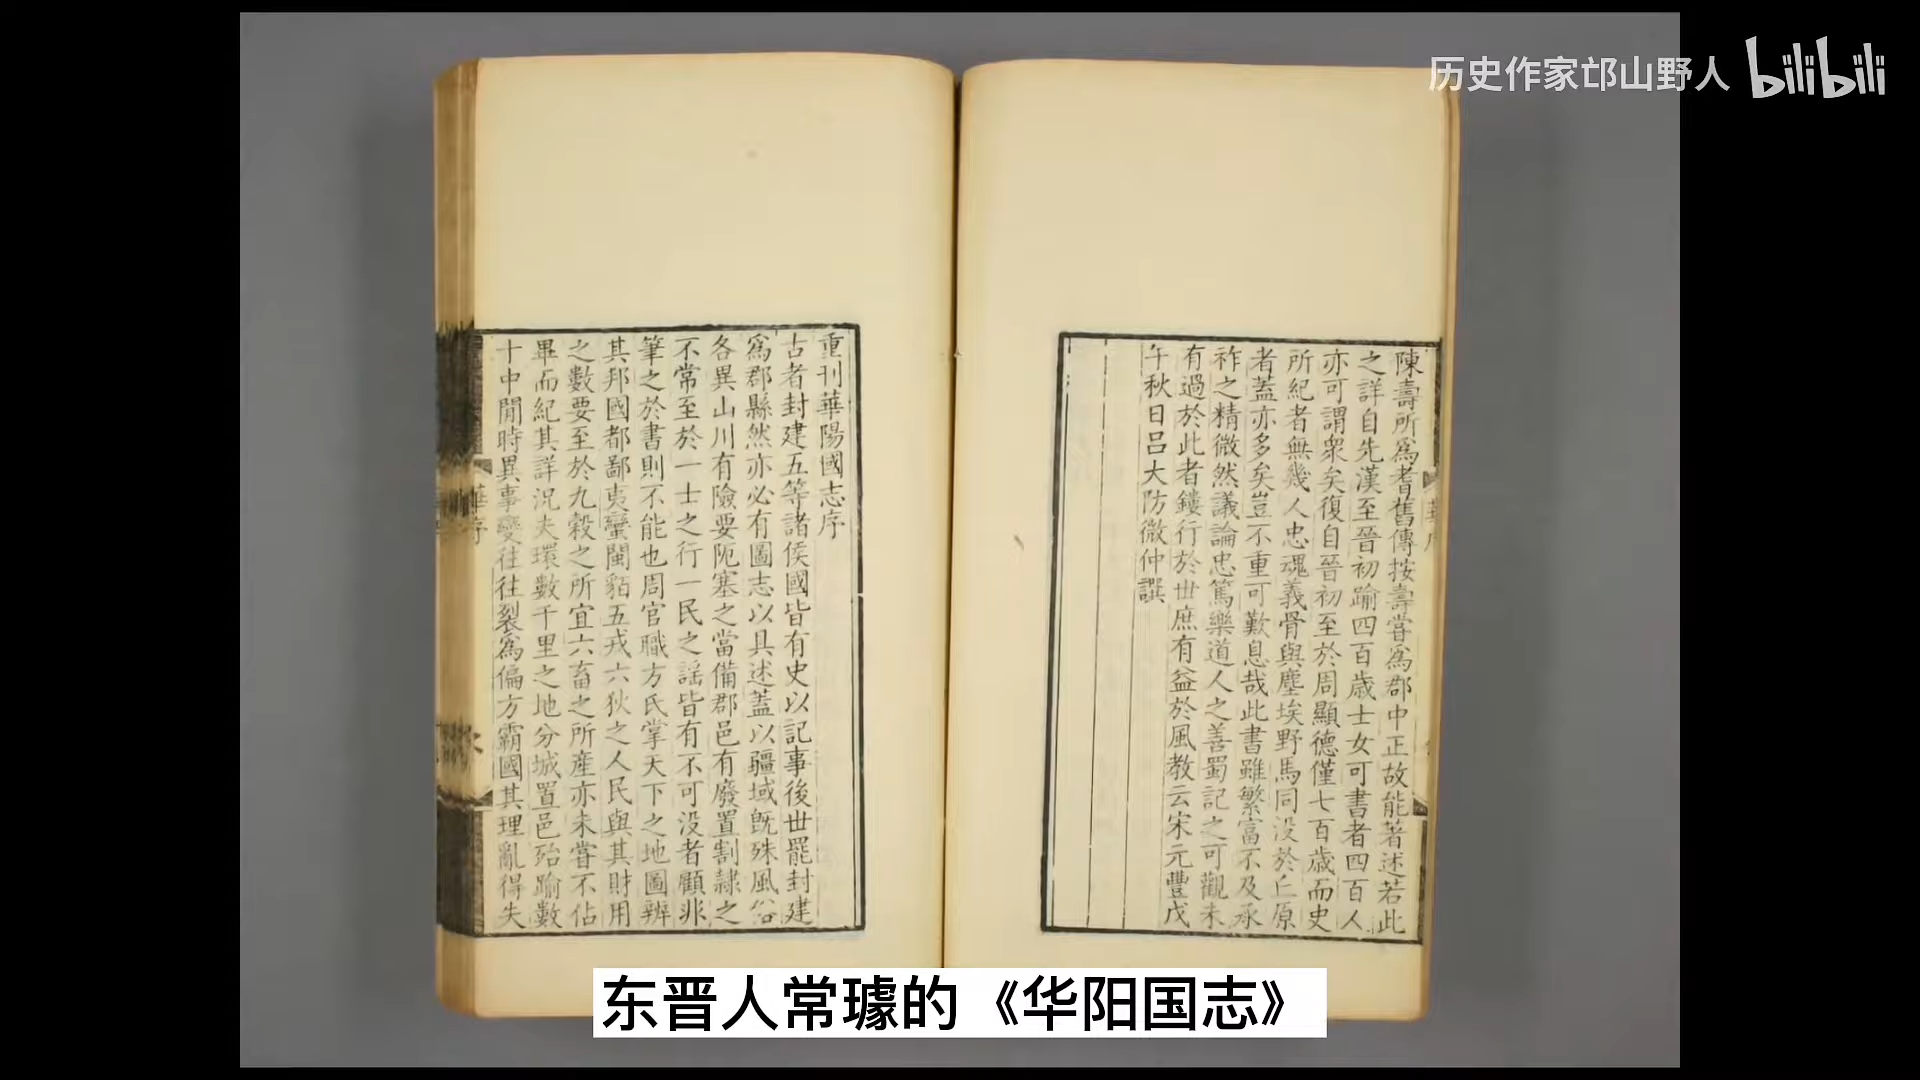 历史作家邙山野人 bilibili
陳壽所爲耆舊傳按壽嘗爲郡中正故能著述若此
之詳自先漢至晉初踰四百歲士女可書者四百人
亦可謂衆矣復自晉初至於周顯德僅七百歲而史
所紀者無幾人忠魂義骨與塵埃野馬同没於丘原
者蓋亦多矣豈不重可歎息哉此書雖繁富不及承
祚之精微然議論忠篤樂道人之善蜀記之可觀未
有過於此者鏤行於世庶有益於風教云宋元豐戊
午秋日呂大防微仲譔
重刊華陽國志序
古者封建五等諸侯國皆有史以記事後世罷封建
爲郡縣然亦必有圖志以具述蓋以疆域旣殊風俗
各異山川有險要阨塞之當備郡邑有廢置割隷之
不常至於一士之行一民之謡皆有不可没者顧非
筆之於書則不能也周官職方氏掌天下之地圖辨
其邦國都鄙夷蠻閩貊五戎六狄之人民與其財用
之數要至於九穀之所宜六畜之所産亦未嘗不佔
畢而紀其詳況夫環數千里之地分城置邑殆踰數
十中閒時異事變往往裂爲偏方霸國其理亂得失
華序
东晋人常璩的《华阳国志》